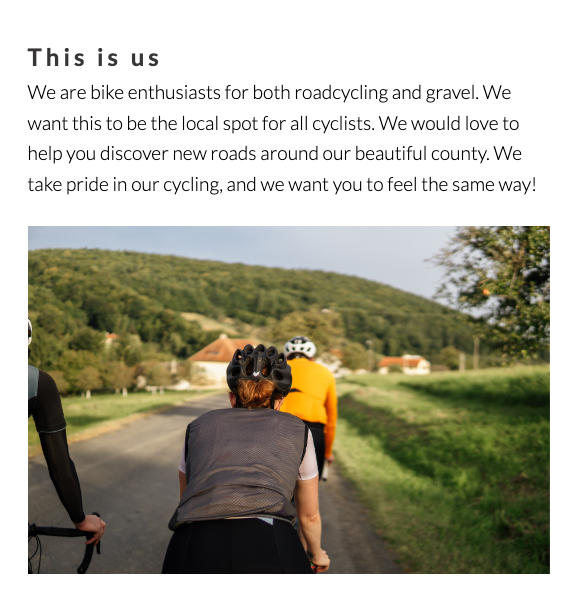 This is us
We are bike enthusiasts for both roadcycling and gravel. We
want this to be the local spot for all cyclists. We would love to
help you discover new roads around our beautiful county. We
take pride in our cycling, and we want you to feel the same way!